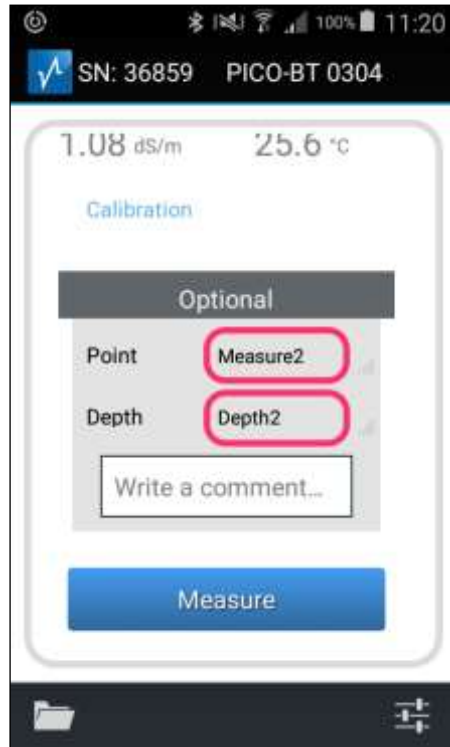 100% 11:20
SN: 36859 PICO-BT 0304
1.08 dS/m 25.6 °C
Calibration
Optional
Point Measure2
Depth Depth2
Write a comment...
Measure